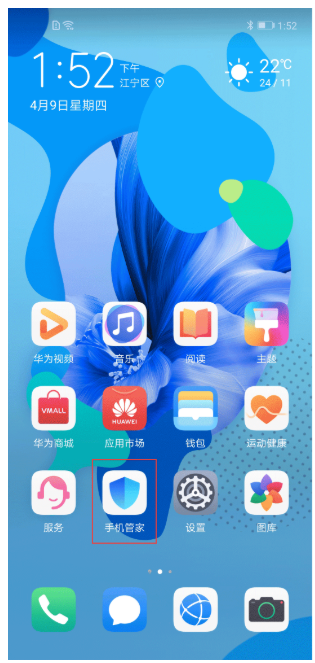 1:52
1:52 下午
江宁区
4月9日星期四
22℃
24 / 11
华为视频 音乐 阅读 主题
VMALL
HUAWEI
华为商城 应用市场 钱包 运动健康
服务 手机管家 设置 图库